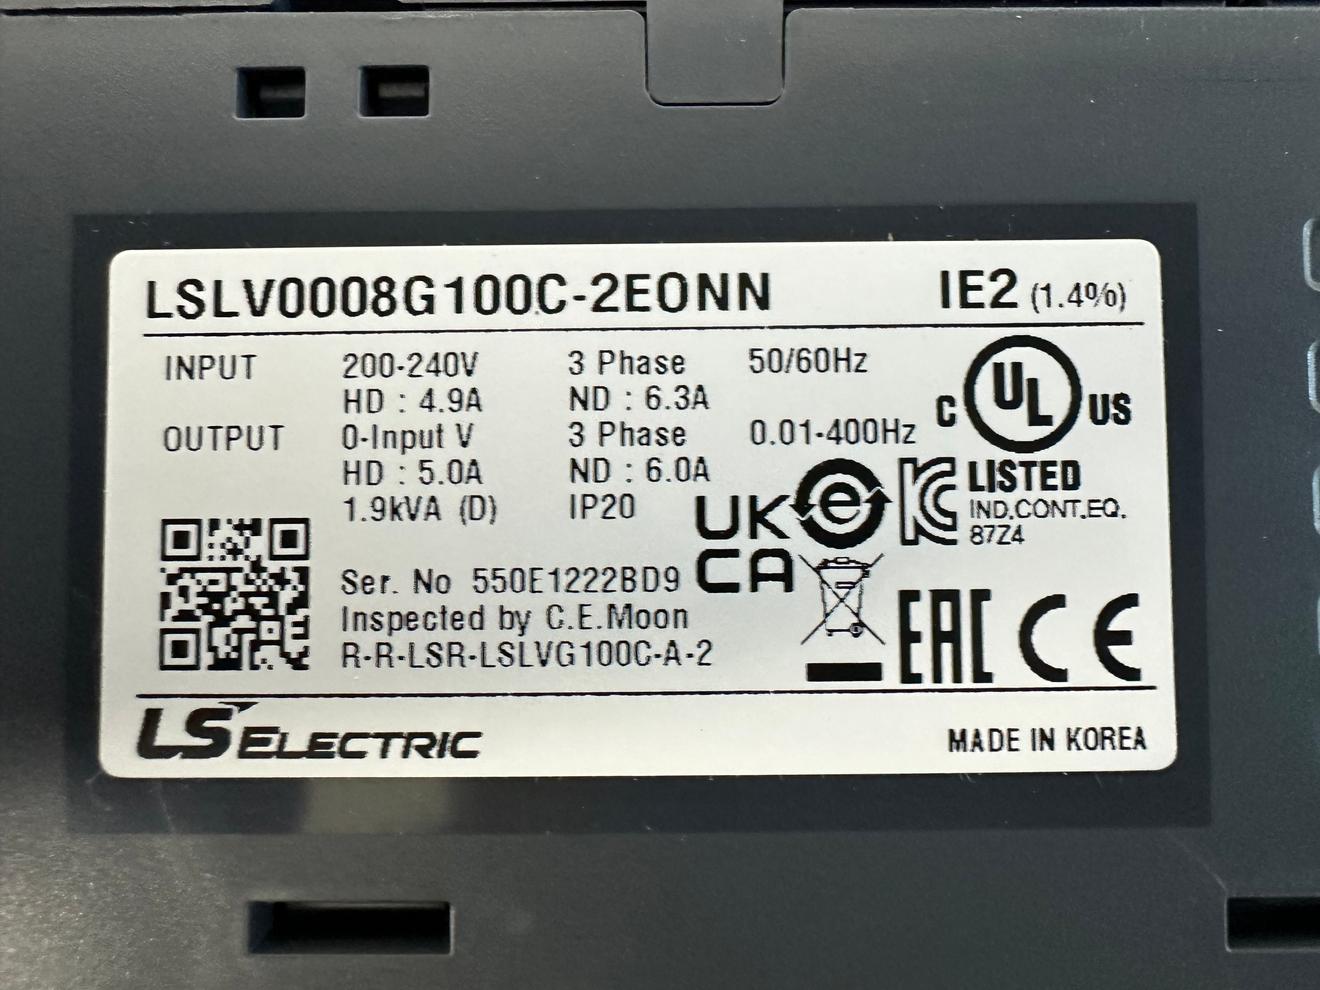 LSLV0008G100C-2EONN IE2 (1.4%)
INPUT 200-240V 3 Phase 50/60Hz
HD : 4.9A ND : 6.3A
OUTPUT 0-Input V 3 Phase 0.01-400Hz
HD : 5.0A ND : 6.0A
1.9kVA (D) IP20
C UL US
LISTED
IND.CONT.EQ.
87Z4
UK
CA
e
KC
Ser. No 550E1222BD9
Inspected by C.E.Moon
R-R-LSR-LSLVG100C-A-2
EAC CE
LS ELECTRIC MADE IN KOREA